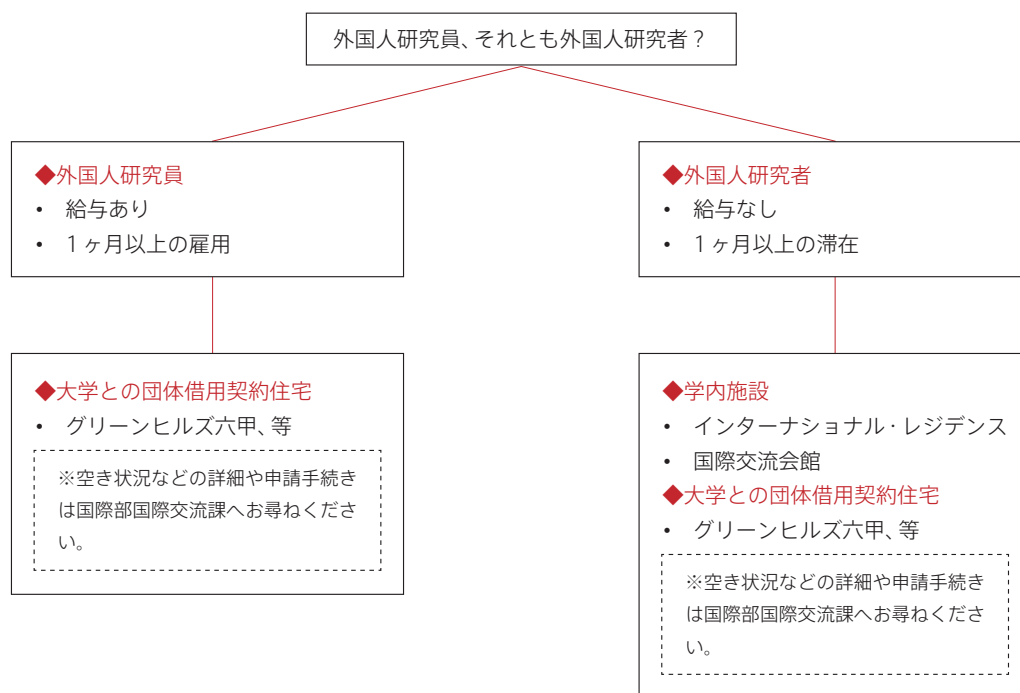 外国人研究員、それとも外国人研究者？
◆外国人研究員
• 給与あり
• 1ヶ月以上の雇用
◆外国人研究者
• 給与なし
• 1ヶ月以上の滞在
◆大学との団体借用契約住宅
• グリーンヒルズ六甲、等
※空き状況などの詳細や申請手続き
は国際部国際交流課へお尋ねくださ
い。
◆学内施設
• インターナショナル・レジデンス
• 国際交流会館
◆大学との団体借用契約住宅
• グリーンヒルズ六甲、等
※空き状況などの詳細や申請手続き
は国際部国際交流課へお尋ねくださ
い。